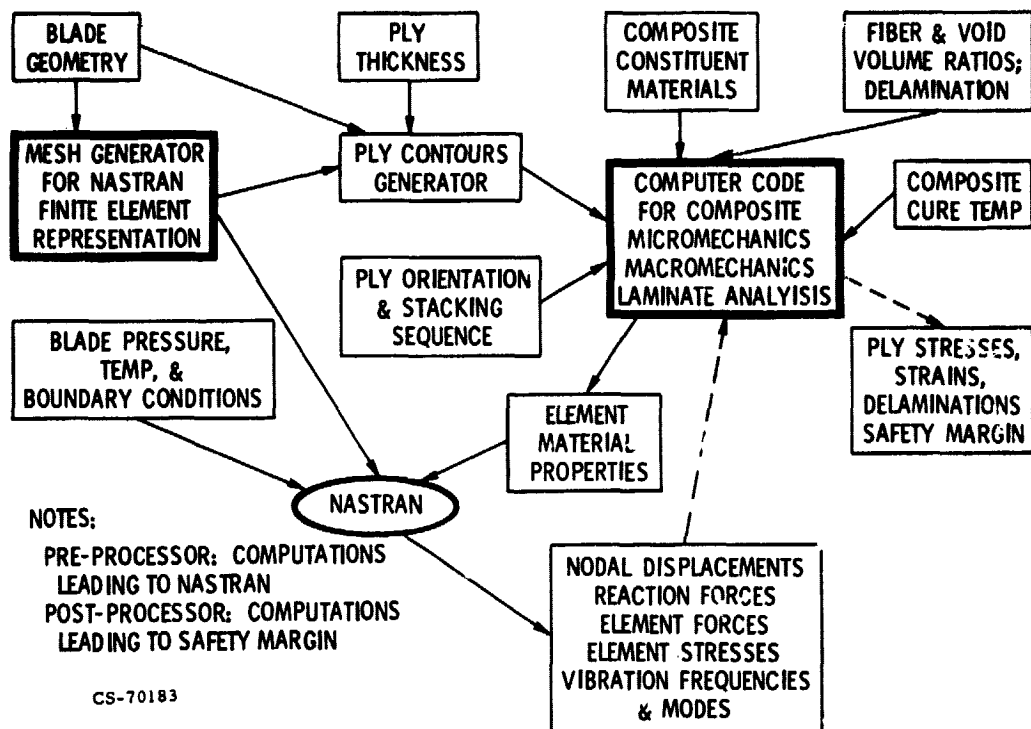 BLADE
GEOMETRY
PLY
THICKNESS
COMPOSITE
CONSTITUENT
MATERIALS
FIBER & VOID
VOLUME RATIOS;
DELAMINATION
MESH GENERATOR
FOR NASTRAN
FINITE ELEMENT
REPRESENTATION
PLY CONTOURS
GENERATOR
COMPUTER CODE
FOR COMPOSITE
MICROMECHANICS
MACROMECHANICS
LAMINATE ANALYISIS
COMPOSITE
CURE TEMP
PLY ORIENTATION
& STACKING
SEQUENCE
BLADE PRESSURE,
TEMP, &
BOUNDARY CONDITIONS
PLY STRESSES,
STRAINS,
DELAMINATIONS
SAFETY MARGIN
ELEMENT
MATERIAL
PROPERTIES
NASTRAN
NOTES:
PRE-PROCESSOR: COMPUTATIONS
LEADING TO NASTRAN
POST-PROCESSOR: COMPUTATIONS
LEADING TO SAFETY MARGIN
NODAL DISPLACEMENTS
REACTION FORCES
ELEMENT FORCES
ELEMENT STRESSES
VIBRATION FREQUENCIES
& MODES
CS-70183